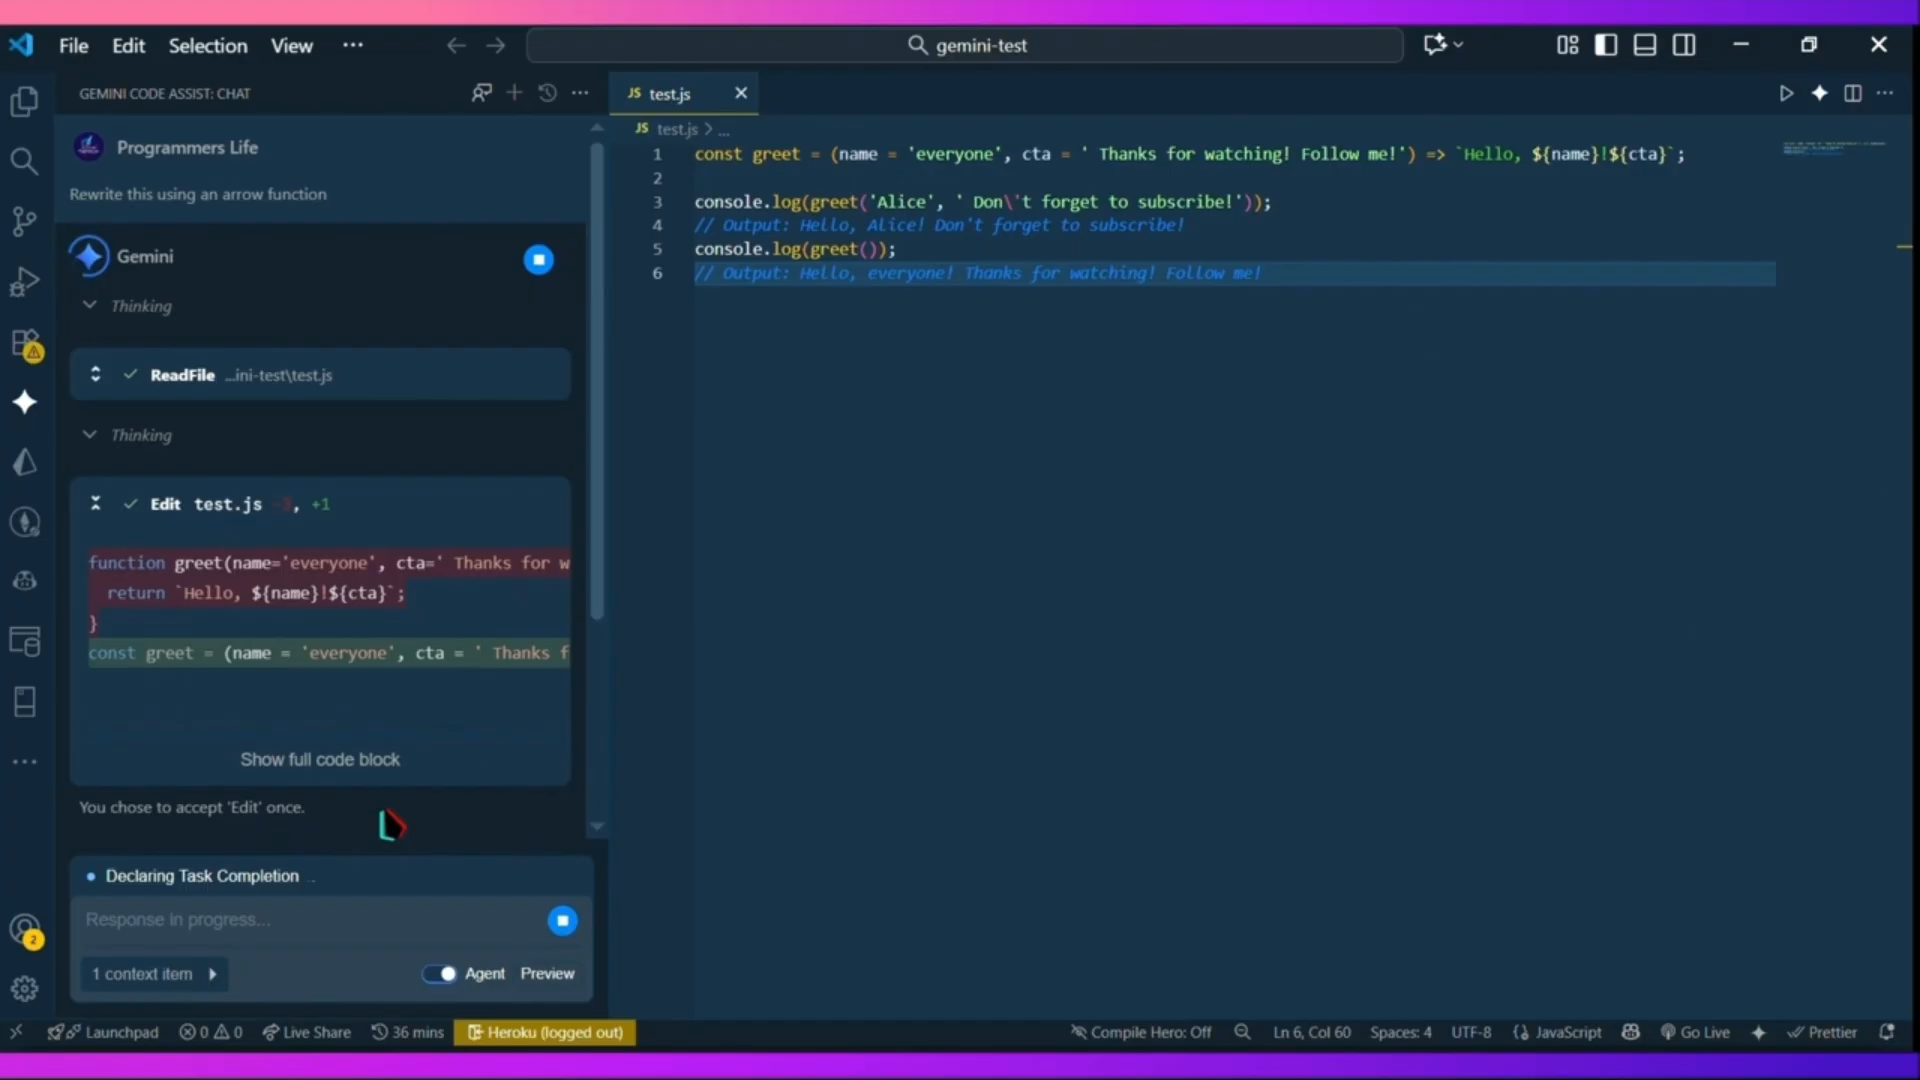 File Edit Selection View ...
gemini-test
GEMINI CODE ASSIST: CHAT
Programmers Life
Rewrite this using an arrow function
Gemini
Thinking
ReadFile ...ini-test\test.js
Thinking
Edit test.js , +1
function greet(name='everyone', cta=' Thanks for w
return `Hello, ${name}!${cta}`;
}
const greet = (name = 'everyone', cta = ' Thanks f
Show full code block
You chose to accept 'Edit' once.
Declaring Task Completion ..
Response in progress...
1 context item
Agent Preview
JS test.js
JS test.js > ...
1 const greet = (name = 'everyone', cta = ' Thanks for watching! Follow me!') => `Hello, ${name}!${cta}`;
2
3 console.log(greet('Alice', ' Don\'t forget to subscribe!'));
4 // Output: Hello, Alice! Don't forget to subscribe!
5 console.log(greet());
6 // Output: Hello, everyone! Thanks for watching! Follow me!
2
Launchpad 0 0 Live Share 36 mins Heroku (logged out) Compile Hero: Off Ln 6, Col 60 Spaces: 4 UTF-8 JavaScript Go Live Prettier